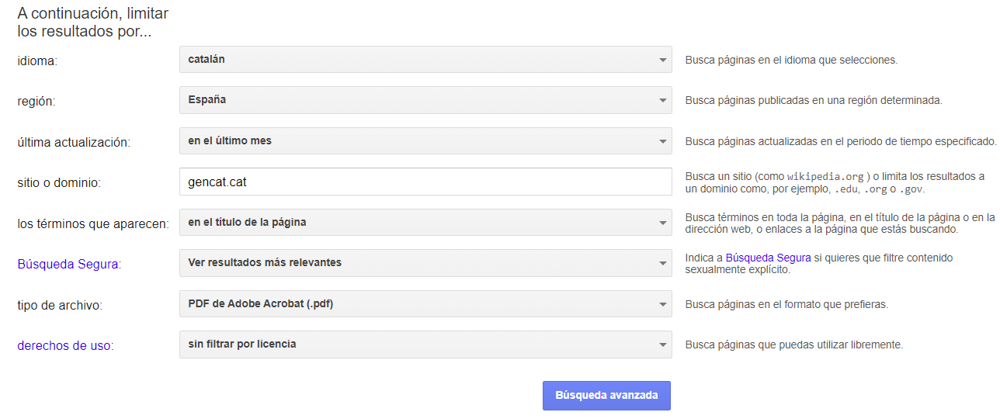 A continuación, limitar
los resultados por...
idioma:
catalán
Busca páginas en el idioma que selecciones.
región:
España
Busca páginas publicadas en una región determinada.
última actualización:
en el último mes
Busca páginas actualizadas en el periodo de tiempo especificado.
sitio o dominio:
gencat.cat
Busca un sitio (como wikipedia.org ) o limita los resultados a
un dominio como, por ejemplo, .edu, .org o .gov.
los términos que aparecen:
en el título de la página
Busca términos en toda la página, en el título de la página o en la
dirección web, o enlaces a la página que estás buscando.
Búsqueda Segura:
Ver resultados más relevantes
Indica a Búsqueda Segura si quieres que filtre contenido
sexualmente explícito.
tipo de archivo:
PDF de Adobe Acrobat (.pdf)
Busca páginas en el formato que prefieras.
derechos de uso:
sin filtrar por licencia
Busca páginas que puedas utilizar libremente.
Búsqueda avanzada